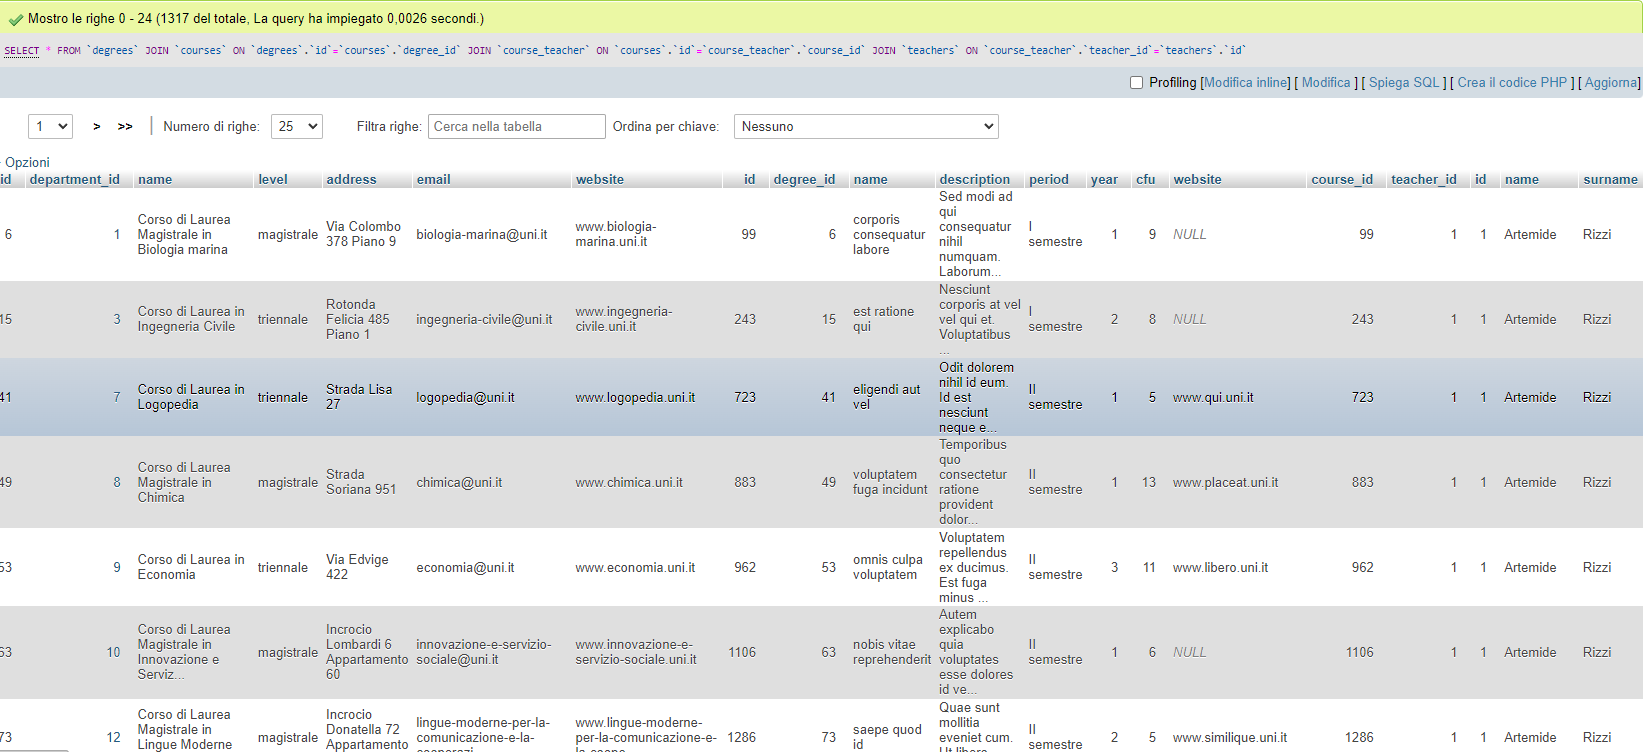 Mostro le righe 0 - 24 (1317 del totale, La query ha impiegato 0,0026 secondi.)
SELECT * FROM `degrees` JOIN `courses` ON `degrees`.`id`=`courses`.`degree_id` JOIN `course_teacher` ON `courses`.`id`=`course_teacher`.`course_id` JOIN `teachers` ON `course_teacher`.`teacher_id`=`teachers`.`id`
Profiling [Modifica inline] [ Modifica ] [ Spiega SQL ] [ Crea il codice PHP ] [ Aggiorna]
1 > >> | Numero di righe: 25 Filtra righe: Cerca nella tabella Ordina per chiave: Nessuno
Opzioni
id department_id name level address email website id degree_id name description period year cfu website course_id teacher_id id name surname
6 1 Corso di Laurea Magistrale in Biologia marina magistrale Via Colombo 378 Piano 9 biologia-marina@uni.it www.biologia-marina.uni.it 99 6 corporis consequatur labore Sed modi ad qui consequatur nihil numquam. Laborum... I semestre 1 9 NULL 99 1 1 Artemide Rizzi
15 3 Corso di Laurea in Ingegneria Civile triennale Rotonda Felicia 485 Piano 1 ingegneria-civile@uni.it www.ingegneria-civile.uni.it 243 15 est ratione qui Nesciunt corporis at vel vel qui et. Voluptatibus ... I semestre 2 8 NULL 243 1 1 Artemide Rizzi
41 7 Corso di Laurea in Logopedia triennale Strada Lisa 27 logopedia@uni.it www.logopedia.uni.it 723 41 eligendi aut vel Odit dolorem nihil id eum. Id est nesciunt neque e... II semestre 1 5 www.qui.uni.it 723 1 1 Artemide Rizzi
49 8 Corso di Laurea Magistrale in Chimica magistrale Strada Soriana 951 chimica@uni.it www.chimica.uni.it 883 49 voluptatem fuga incidunt Temporibus quo consectetur ratione provident dolor... II semestre 1 13 www.placeat.uni.it 883 1 1 Artemide Rizzi
53 9 Corso di Laurea in Economia triennale Via Edvige 422 economia@uni.it www.economia.uni.it 962 53 omnis culpa voluptatem Voluptatem repellendus ex ducimus. Est fuga minus ... II semestre 3 11 www.libero.uni.it 962 1 1 Artemide Rizzi
63 10 Corso di Laurea Magistrale in Innovazione e Serviz... magistrale Incrocio Lombardi 6 Appartamento 60 innovazione-e-servizio-sociale@uni.it www.innovazione-e-servizio-sociale.uni.it 1106 63 nobis vitae reprehenderit Autem explicabo quia voluptates esse dolores id ve... II semestre 1 6 NULL 1106 1 1 Artemide Rizzi
73 12 Corso di Laurea Magistrale in Lingue Moderne magistrale Incrocio Donatella 72 Appartamento lingue-moderne-per-la-comunicazione-e-la- www.lingue-moderne-per-la-comunicazione-e- 1286 73 saepe quod id Quae sunt mollitia eveniet cum. II semestre 2 5 www.similique.uni.it 1286 1 1 Artemide Rizzi